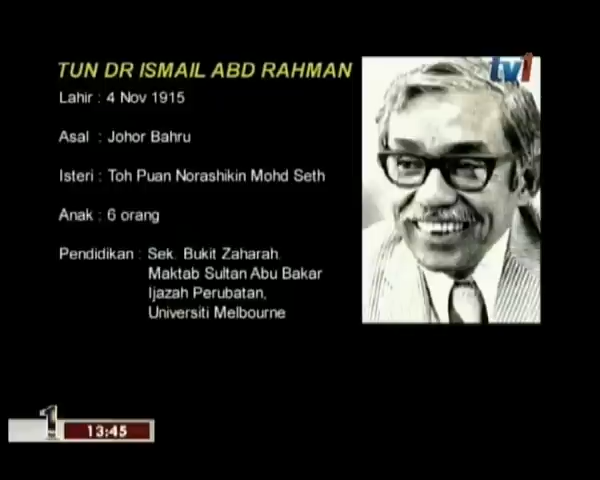 TUN DR ISMAIL ABD RAHMAN
tv1
Lahir : 4 Nov 1915
Asal : Johor Bahru
Isteri : Toh Puan Norashikin Mohd Seth
Anak : 6 orang
Pendidikan : Sek. Bukit Zaharah
Maktab Sultan Abu Bakar
Ijazah Perubatan,
Universiti Melbourne
1
13:45